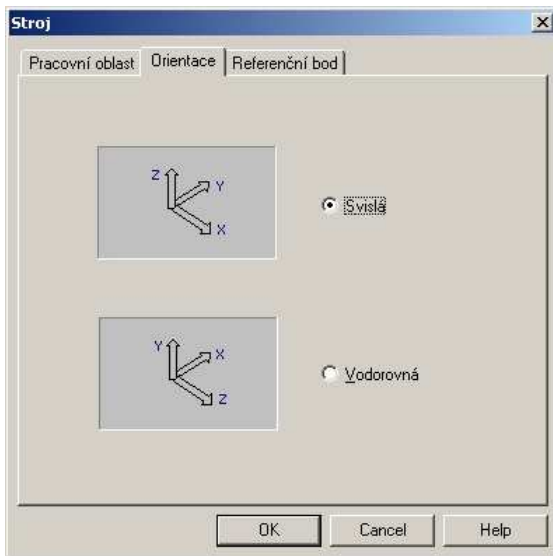 Stroj
Pracovní oblast Orientace Referenční bod
Z
Y
X
Svislá
Y
X
Z
Vodorovná
OK Cancel Help